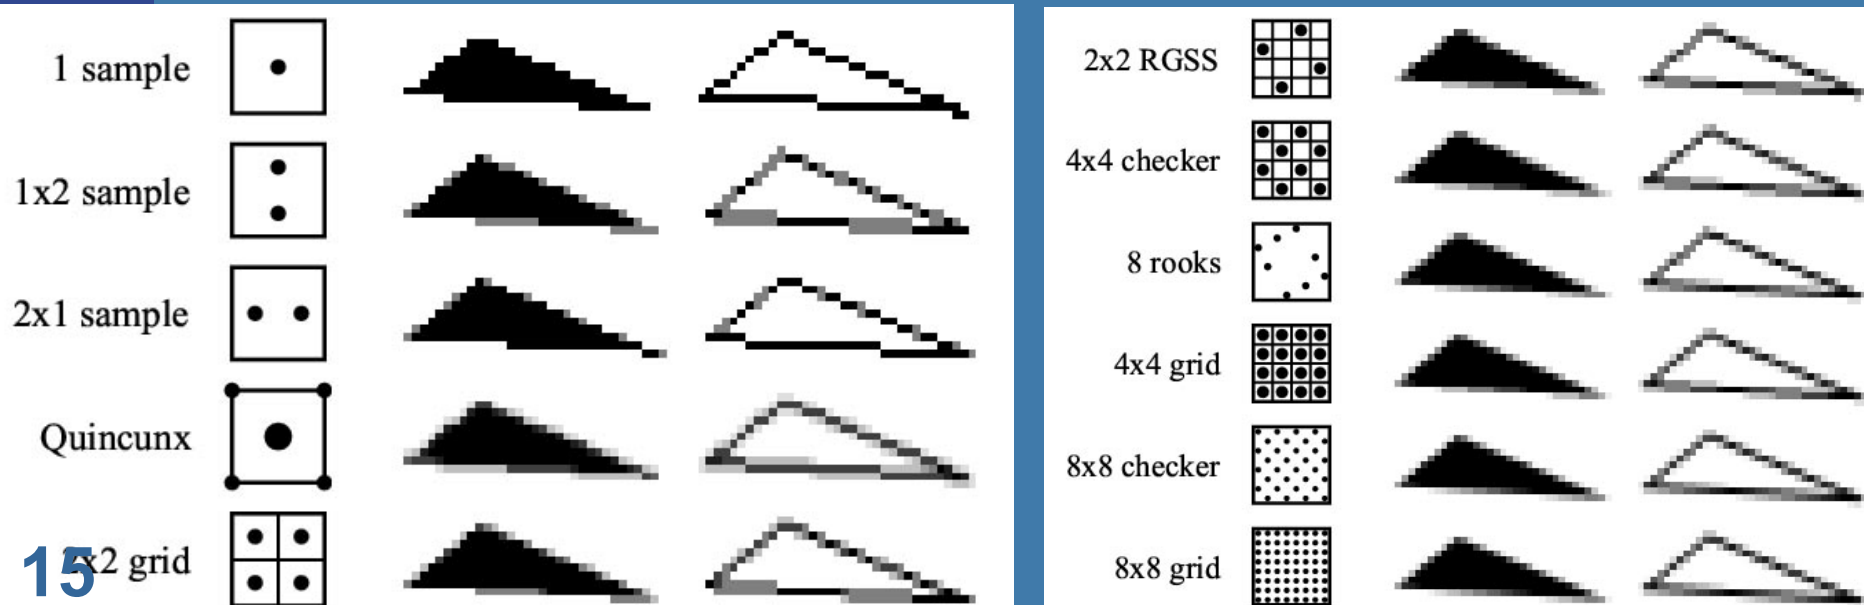 1 sample
1x2 sample
2x1 sample
Quincunx
2x2 grid
15
2x2 RGSS
4x4 checker
8 rooks
4x4 grid
8x8 checker
8x8 grid